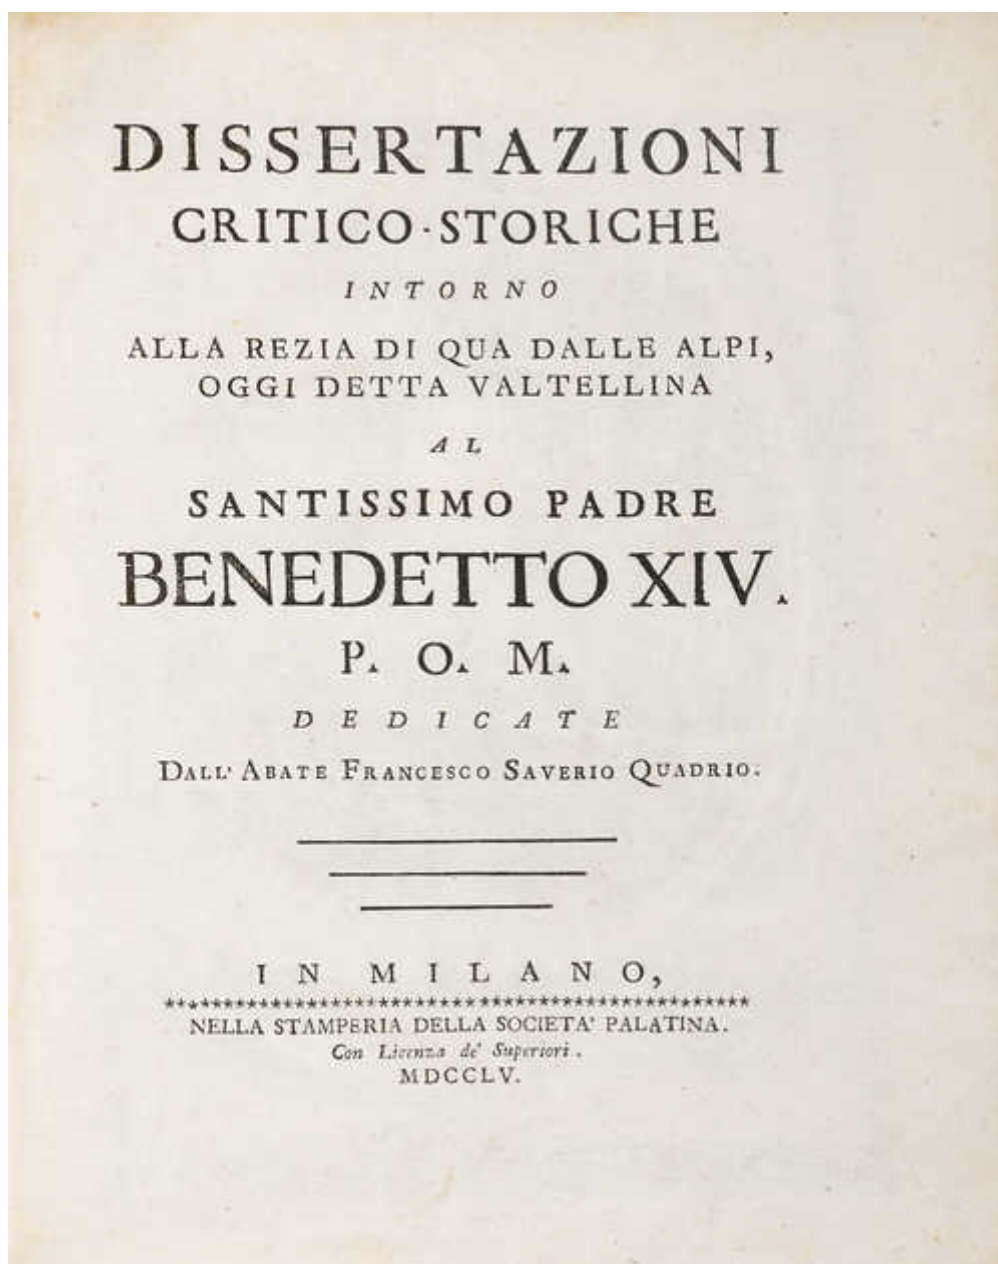 DISSERTAZIONI
CRITICO-STORICHE
INTORNO
ALLA REZIA DI QUA DALLE ALPI,
OGGI DETTA VALTELLINA
AL
SANTISSIMO PADRE
BENEDETTO XIV.
P. O. M.
DEDICATE
DALL' ABATE FRANCESCO SAVERIO QUADRIO.
IN MILANO,
NELLA STAMPERIA DELLA SOCIETA' PALATINA.
Con Licenza de' Superiori.
MDCCLV.